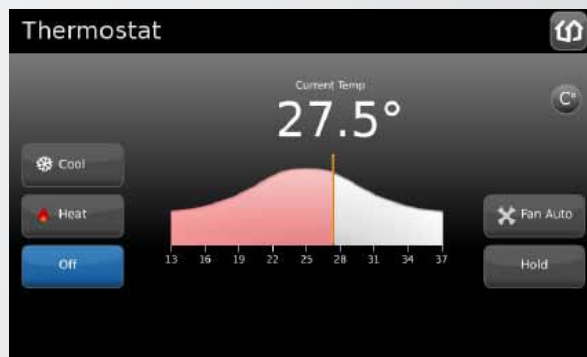 Thermostat
Current Temp
27.5°
C°
Cool
Heat
Fan Auto
Off
Hold
13 16 19 22 25 28 31 34 37